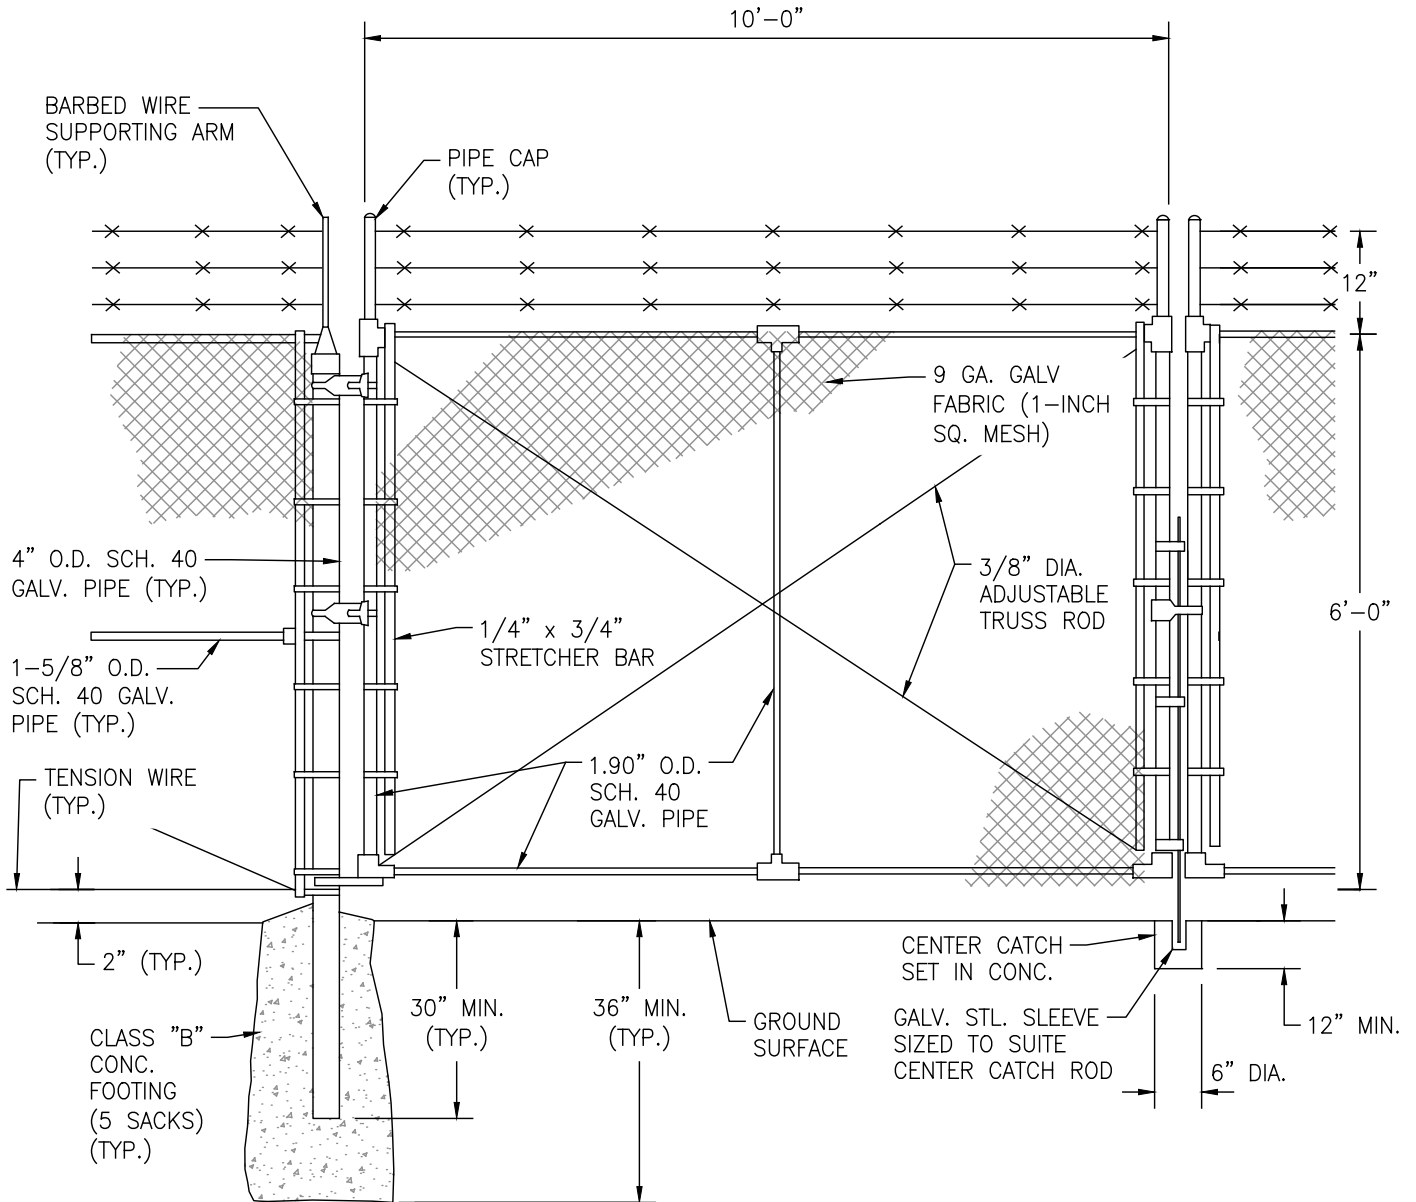 10'-0"
BARBED WIRE
SUPPORTING ARM
(TYP.)
PIPE CAP
(TYP.)
12"
9 GA. GALV
FABRIC (1-INCH
SQ. MESH)
4" O.D. SCH. 40
GALV. PIPE (TYP.)
3/8" DIA.
ADJUSTABLE
TRUSS ROD
6'-0"
1/4" x 3/4"
STRETCHER BAR
1-5/8" O.D.
SCH. 40 GALV.
PIPE (TYP.)
1.90" O.D.
SCH. 40
GALV. PIPE
TENSION WIRE
(TYP.)
2" (TYP.)
CENTER CATCH
SET IN CONC.
30" MIN.
(TYP.)
36" MIN.
(TYP.)
GROUND
SURFACE
GALV. STL. SLEEVE
SIZED TO SUITE
CENTER CATCH ROD
12" MIN.
6" DIA.
CLASS "B"
CONC.
FOOTING
(5 SACKS)
(TYP.)